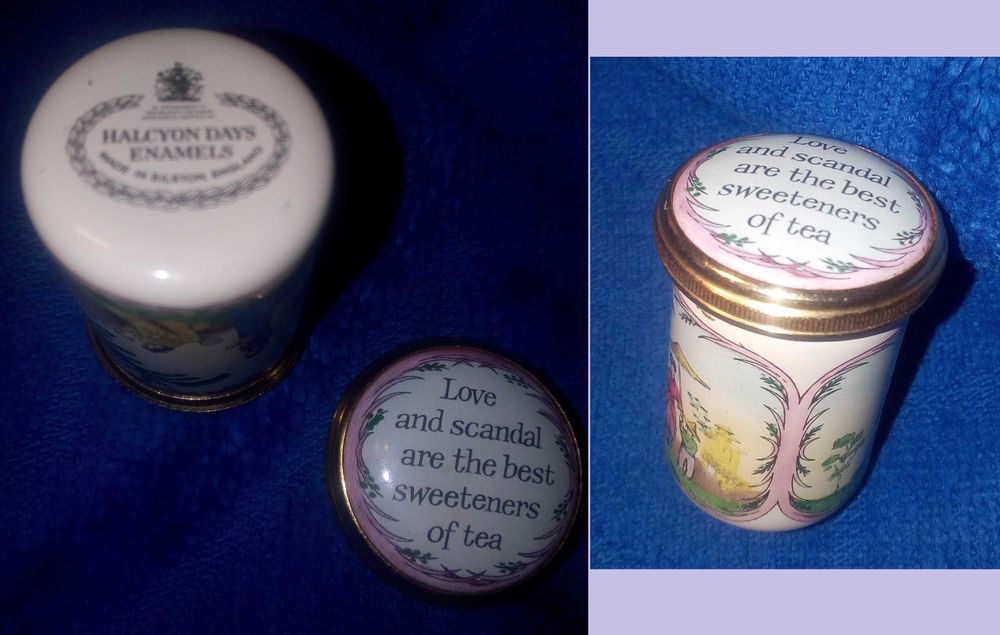 HALCYON DAYS
ENAMELS
MADE IN BILSTON, ENGLAND
Love
and scandal
are the best
sweeteners
of tea
Love
and scandal
are the best
sweeteners
of tea